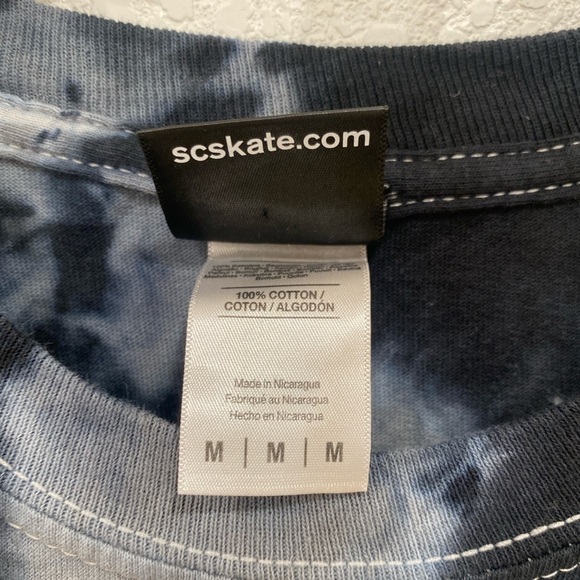 scskate.com
100% COTTON /
COTON / ALGODÓN
Made in Nicaragua
Fabriqué au Nicaragua
Hecho en Nicaragua
M | M | M